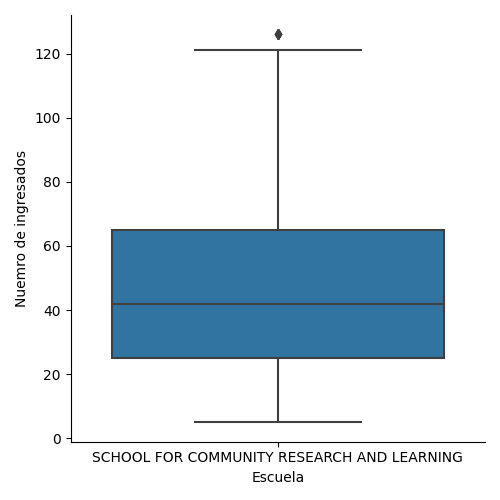 120
100
80
60
40
20
0
Nuemro de ingresados
SCHOOL FOR COMMUNITY RESEARCH AND LEARNING
Escuela